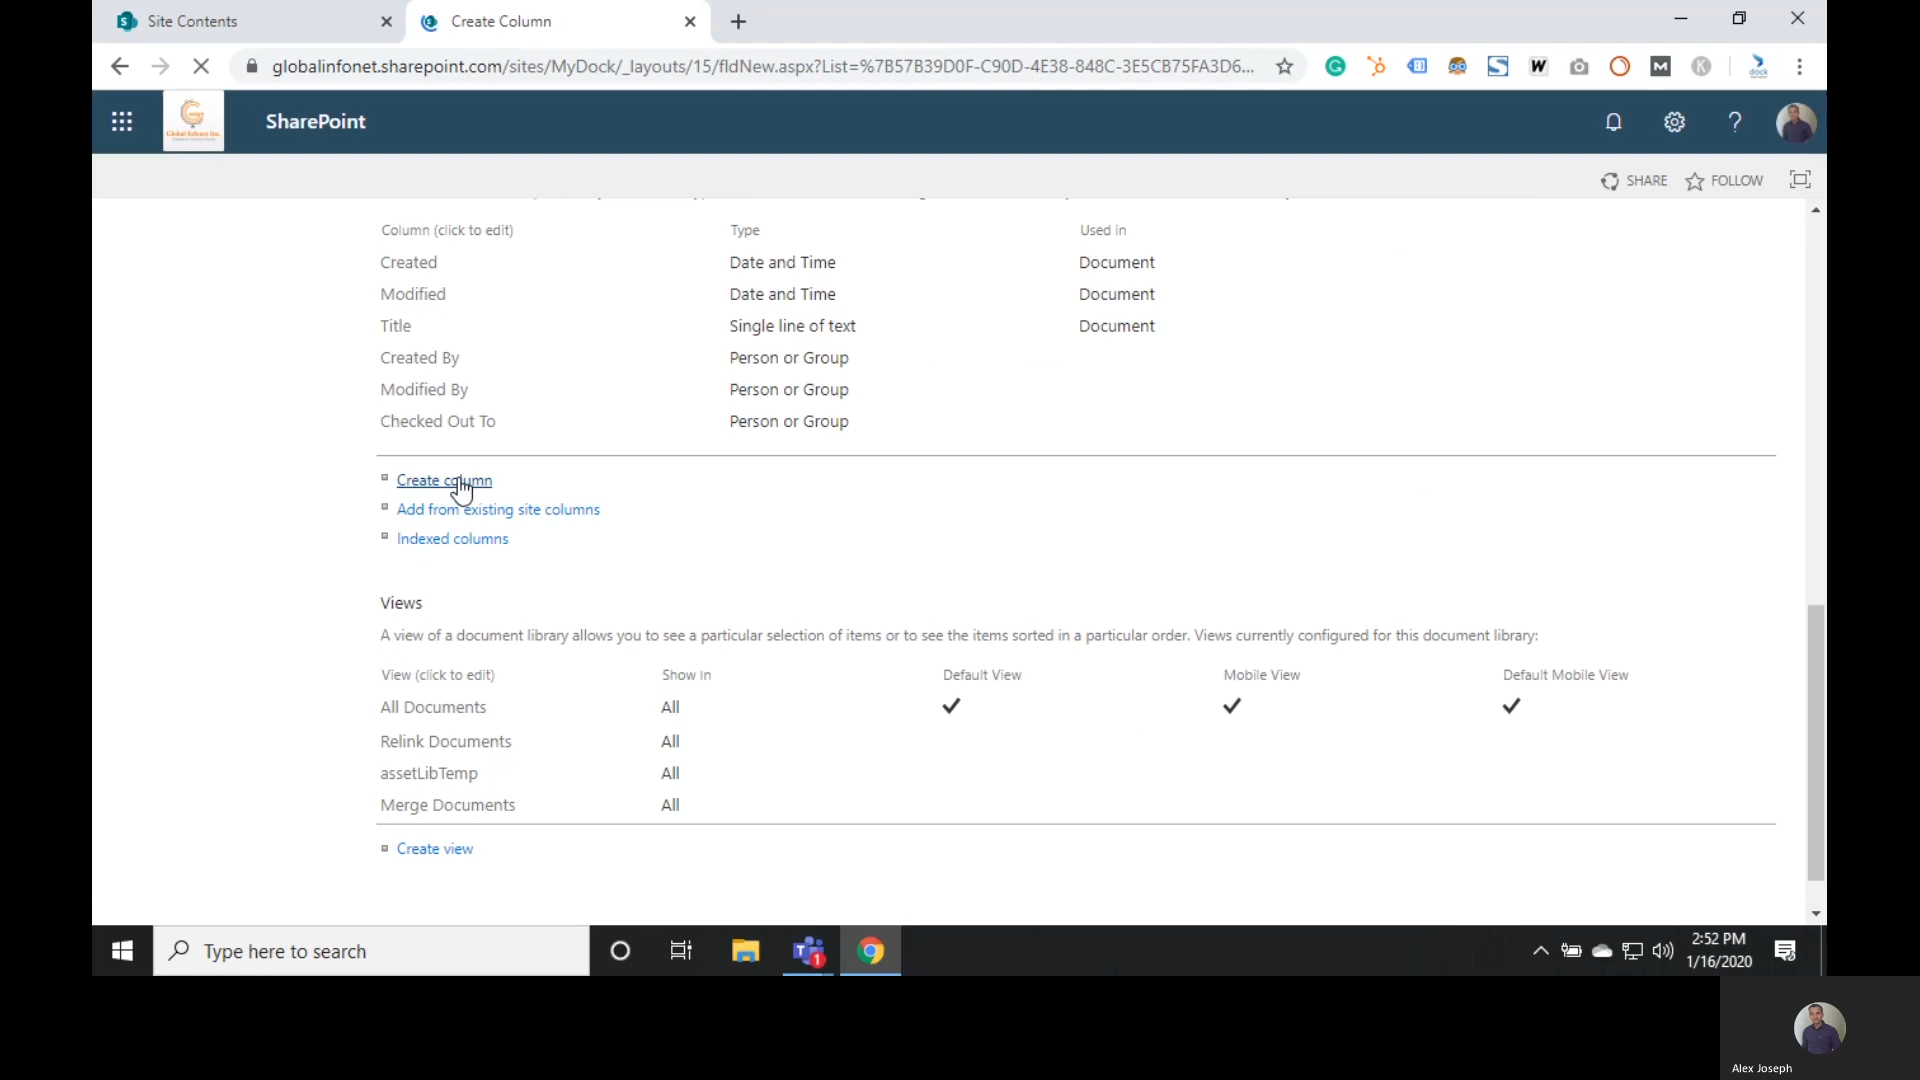 Site Contents
Create Column
globalinfonet.sharepoint.com/sites/MyDock/_layouts/15/fldNew.aspx?List=%7B57B39D0F-C90D-4E38-848C-3E5CB75FA3D6...
Global Infonet Inc.
SharePoint
SHARE
FOLLOW
Column (click to edit) Type Used in
Created Date and Time Document
Modified Date and Time Document
Title Single line of text Document
Created By Person or Group
Modified By Person or Group
Checked Out To Person or Group
Create column
Add from existing site columns
Indexed columns
Views
A view of a document library allows you to see a particular selection of items or to see the items sorted in a particular order. Views currently configured for this document library:
View (click to edit) Show In Default View Mobile View Default Mobile View
All Documents All
Relink Documents All
assetLibTemp All
Merge Documents All
Create view
Type here to search
2:52 PM
1/16/2020
Alex Joseph